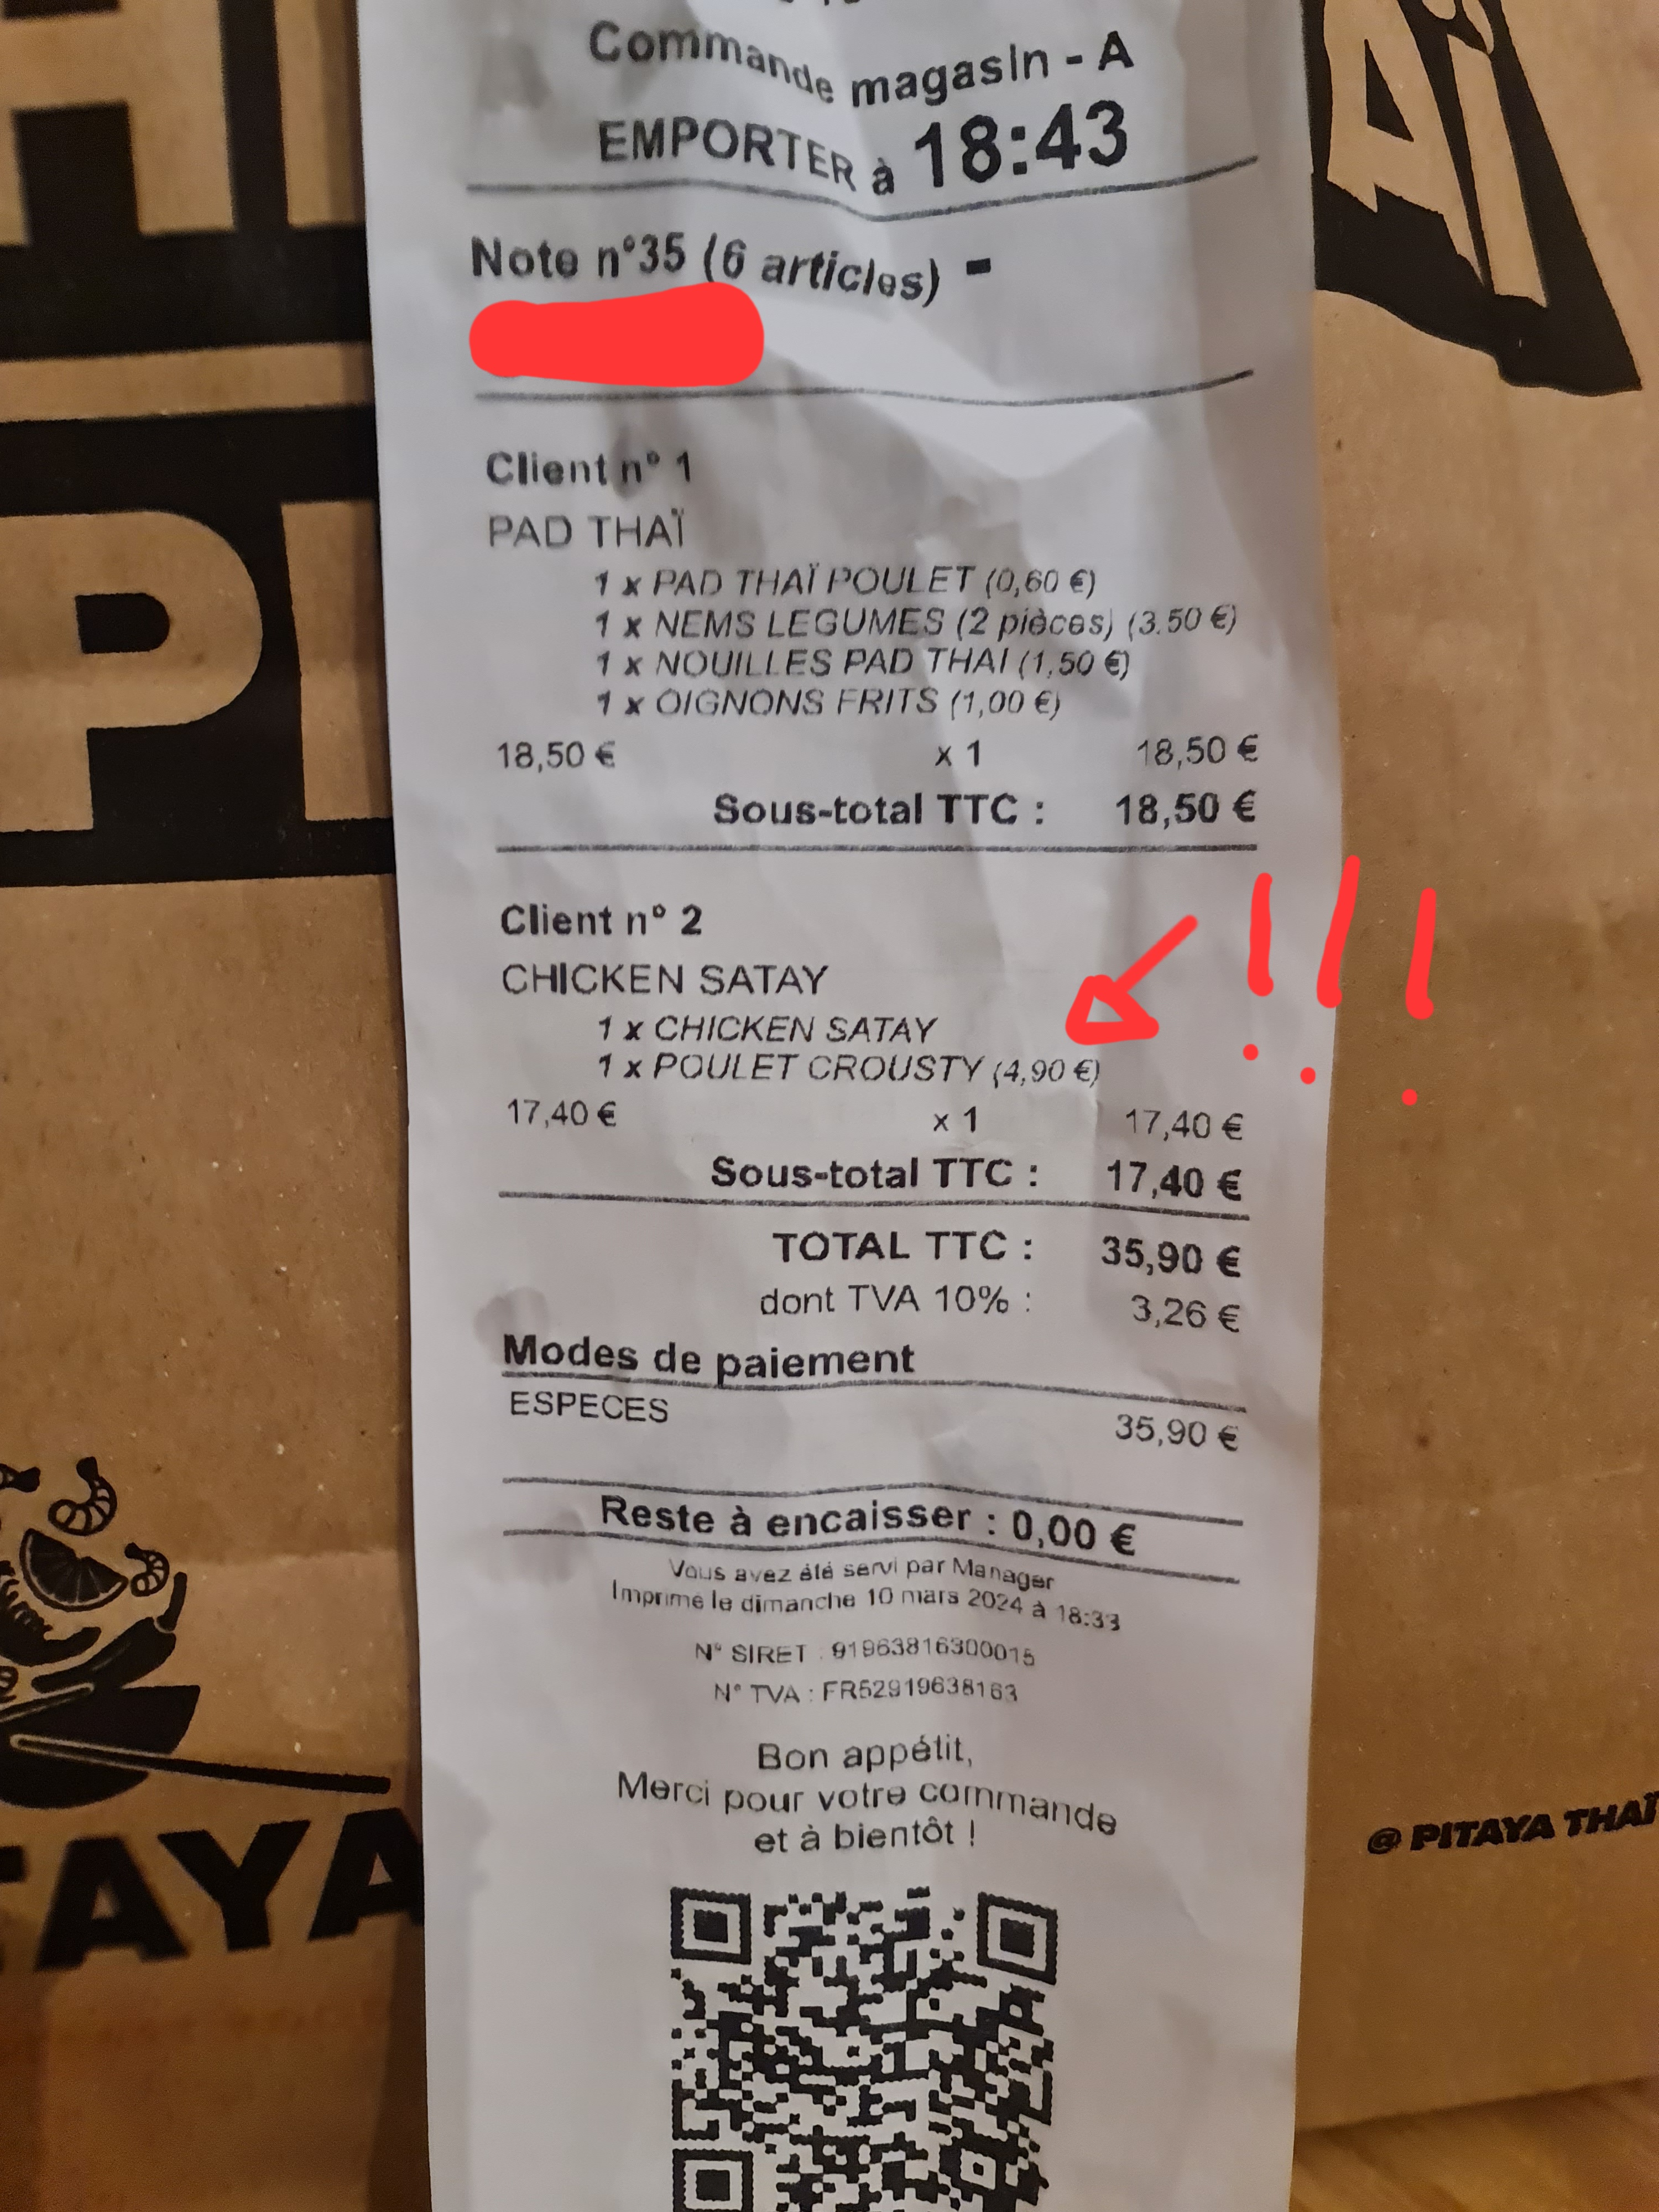 Commande magasin - A
EMPORTER à 18:43
Note n°35 (6 articles) -
Client n° 1
PAD THAÏ
1 x PAD THAÏ POULET (0,60 €)
1 x NEMS LEGUMES (2 pièces) (3.50 €)
1 x NOUILLES PAD THAI (1,50 €)
1 x OIGNONS FRITS (1,00 €)
18,50 € x 1 18,50 €
Sous-total TTC : 18,50 €
Client n° 2
CHICKEN SATAY
1 x CHICKEN SATAY
1 x POULET CROUSTY (4,90 €)
!!!
17,40 € x 1 17,40 €
Sous-total TTC : 17,40 €
TOTAL TTC : 35,90 €
dont TVA 10% : 3,26 €
Modes de paiement
ESPECES 35,90 €
Reste à encaisser : 0,00 €
Vous avez été servi par Manager
Imprimé le dimanche 10 mars 2024 à 18:33
N° SIRET : 91963816300015
N° TVA : FR52919638163
Bon appétit,
Merci pour votre commande
et à bientôt !
@ PITAYA THAÏ
TAYA
PI
AÏ